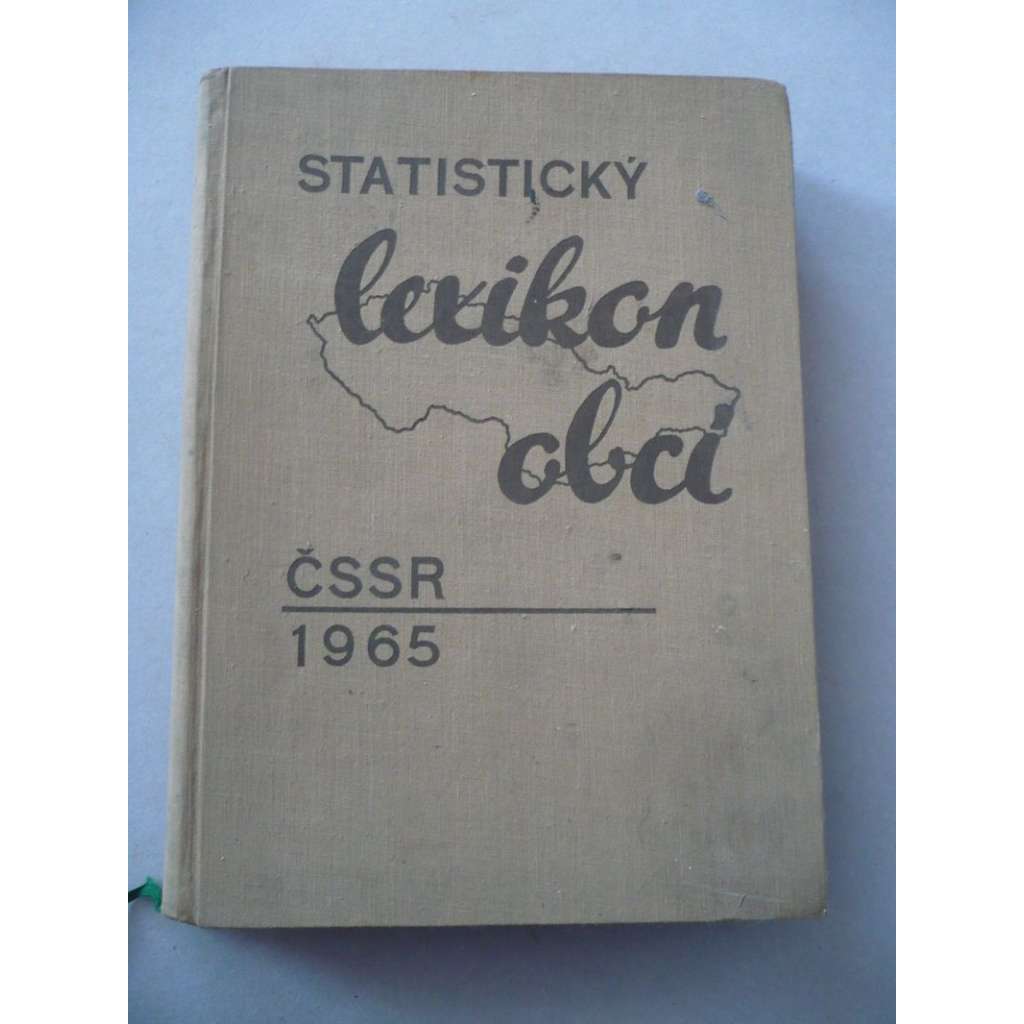 STATISTICKÝ
lexikon
obcí
ČSSR
1965